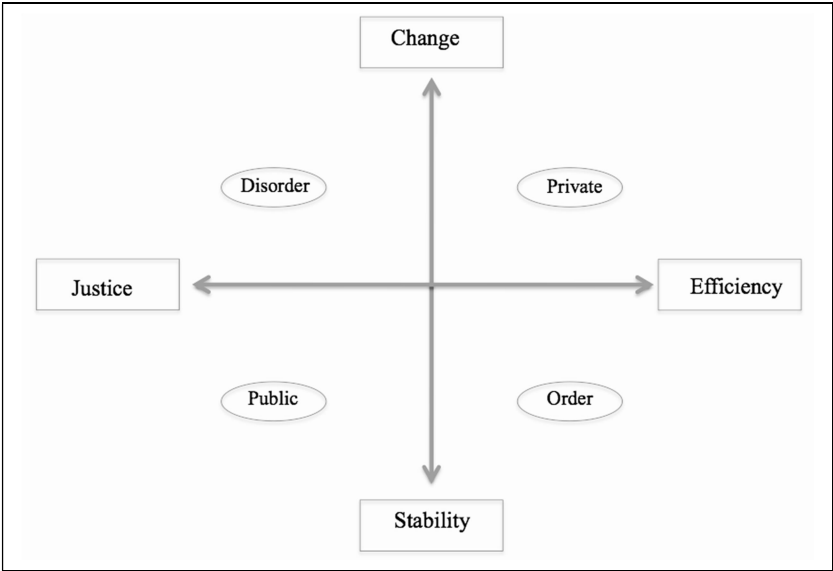 Change
Disorder
Private
Justice
Efficiency
Public
Order
Stability